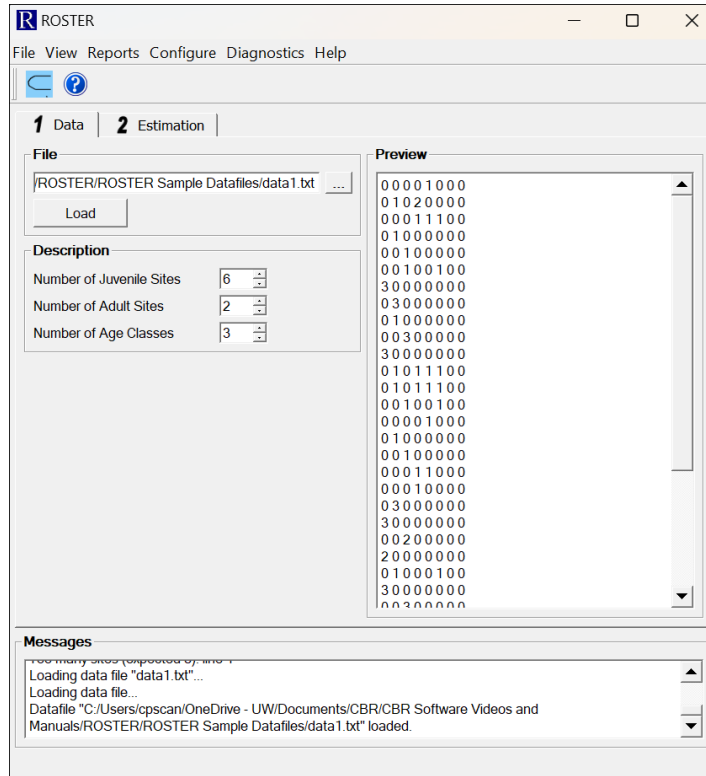 R ROSTER
File View Reports Configure Diagnostics Help
1 Data 2 Estimation
File
/ROSTER/ROSTER Sample Datafiles/data1.txt ...
Load
Description
Number of Juvenile Sites 6
Number of Adult Sites 2
Number of Age Classes 3
Preview
0 0 0 0 1 0 0 0
0 1 0 2 0 0 0 0
0 0 0 1 1 1 0 0
0 1 0 0 0 0 0 0
0 0 1 0 0 0 0 0
0 0 1 0 0 1 0 0
3 0 0 0 0 0 0 0
0 3 0 0 0 0 0 0
0 1 0 0 0 0 0 0
0 0 3 0 0 0 0 0
3 0 0 0 0 0 0 0
0 1 0 1 1 1 0 0
0 1 0 1 1 1 0 0
0 0 1 0 0 1 0 0
0 0 0 0 1 0 0 0
0 1 0 0 0 0 0 0
0 0 1 0 0 0 0 0
0 0 0 1 1 0 0 0
0 0 0 1 0 0 0 0
0 3 0 0 0 0 0 0
3 0 0 0 0 0 0 0
0 0 2 0 0 0 0 0
2 0 0 0 0 0 0 0
0 1 0 0 0 1 0 0
3 0 0 0 0 0 0 0
0 0 3 0 0 0 0 0
Messages
Loading data file "data1.txt"...
Loading data file...
Datafile "C:/Users/cpscan/OneDrive - UW/Documents/CBR/CBR Software Videos and
Manuals/ROSTER/ROSTER Sample Datafiles/data1.txt" loaded.